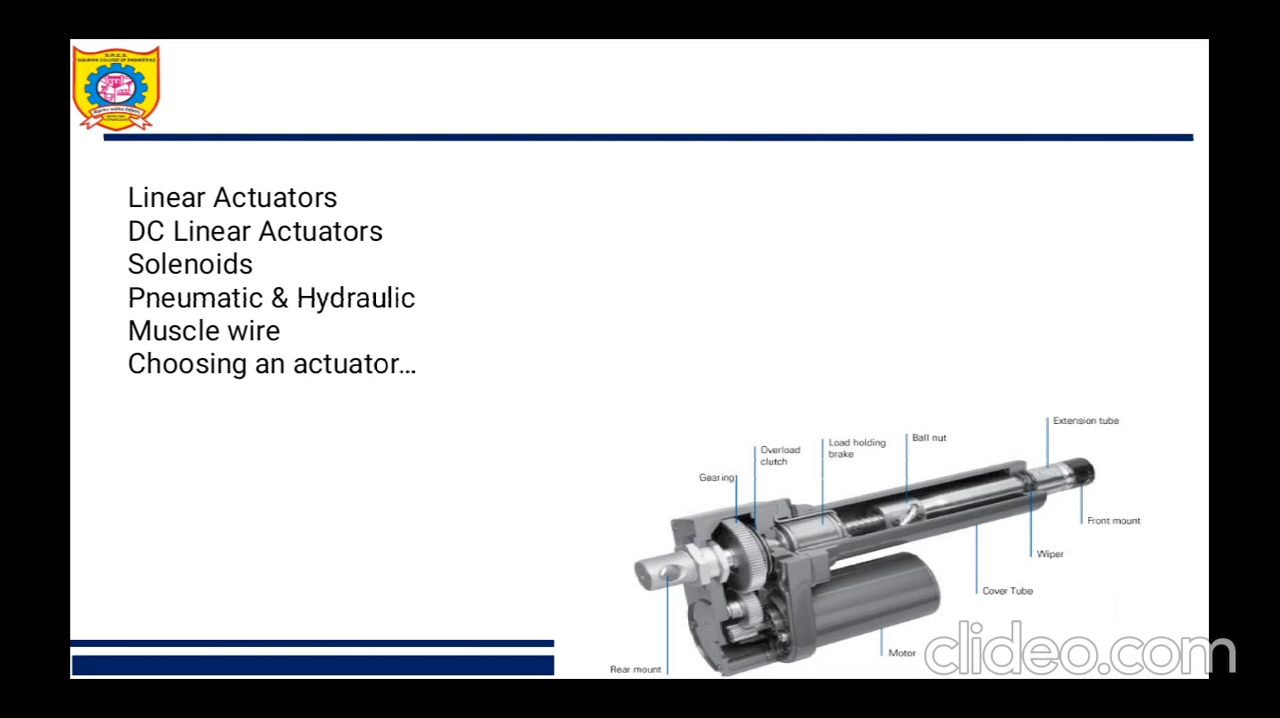 Linear Actuators
DC Linear Actuators
Solenoids
Pneumatic & Hydraulic
Muscle wire
Choosing an actuator...
Extension tube
Ball nut
Load holding
brake
Overload
clutch
Gearing
Front mount
Wiper
Cover Tube
Motor
Rear mount
clideo.com